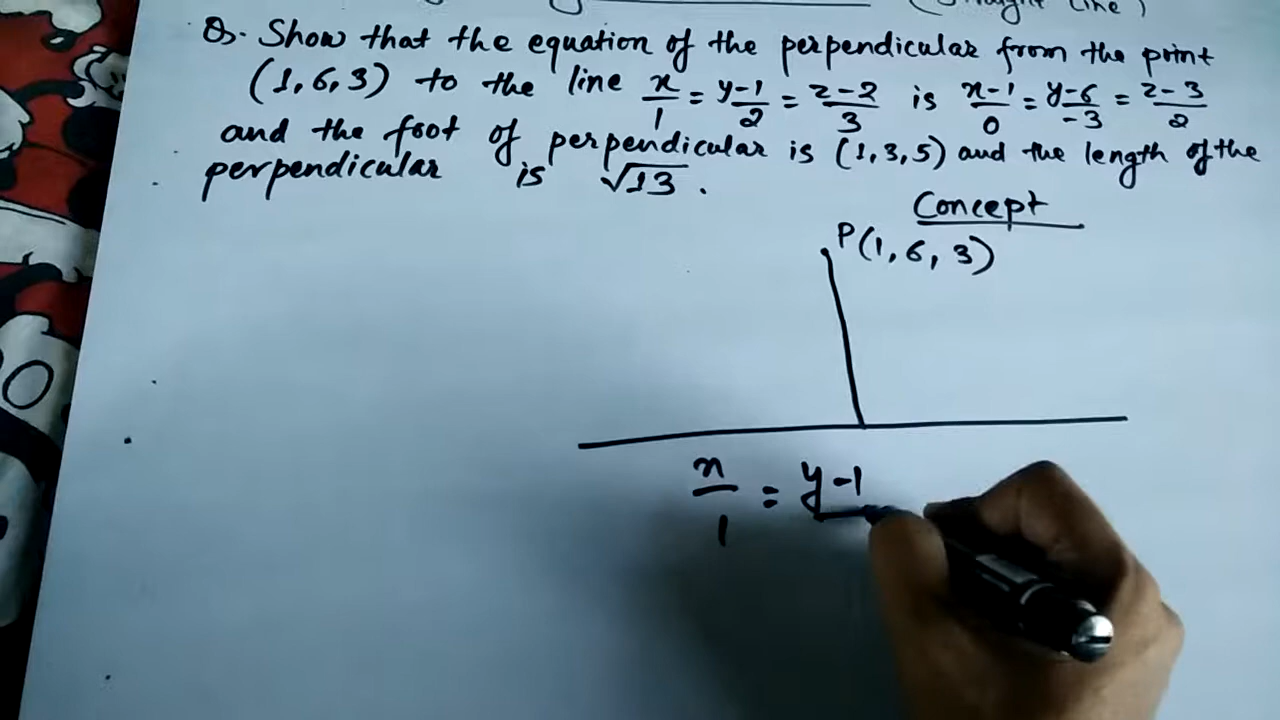 (Straight Line)
Q. Show that the equation of the perpendicular from the point
(1, 6, 3) to the line x/1 = y-1/2 = z-2/3 is x-1/0 = y-6/-3 = z-3/2
and the foot of perpendicular is (1, 3, 5) and the length of the
perpendicular is √13 .
Concept
P(1, 6, 3)
x/1 = y-1